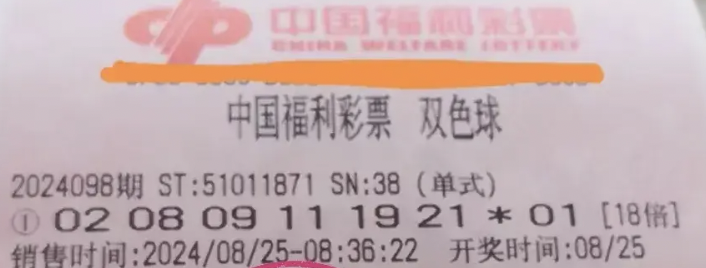 中国福利彩票
CHINA WELFARE LOTTERY
中国福利彩票 双色球
2024098期 ST:51011871 SN:38 (单式)
① 02 08 09 11 19 21 * 01 [18倍]
销售时间:2024/08/25-08:36:22 开奖时间:08/25